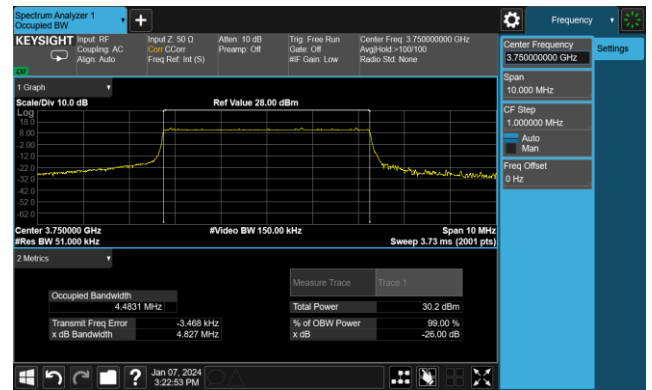 Spectrum Analyzer 1
Occupied BW
Frequency
KEYSIGHT
Input: RF
Coupling: AC
Align: Auto
Input Z: 50 Ω
Corr CCorr
Freq Ref: Int (S)
Atten: 10 dB
Preamp: Off
Trig: Free Run
Gate: Off
#IF Gain: Low
Center Freq: 3.750000000 GHz
Avg|Hold:>100/100
Radio Std: None
Center Frequency
3.750000000 GHz
Settings
Span
10.000 MHz
CF Step
1.000000 MHz
Auto
Man
Freq Offset
0 Hz
1 Graph
Scale/Div 10.0 dB
Ref Value 28.00 dBm
Log
18.0
8.00
-2.00
-12.0
-22.0
-32.0
-42.0
-52.0
-62.0
Center 3.750000 GHz
#Video BW 150.00 kHz
Span 10 MHz
#Res BW 51.000 kHz
Sweep 3.73 ms (2001 pts)
2 Metrics
Measure Trace
Trace 1
Occupied Bandwidth
4.4831 MHz
Total Power
30.2 dBm
Transmit Freq Error
-3.468 kHz
% of OBW Power
99.00 %
x dB Bandwidth
4.827 MHz
x dB
-26.00 dB
Jan 07, 2024
3:22:53 PM